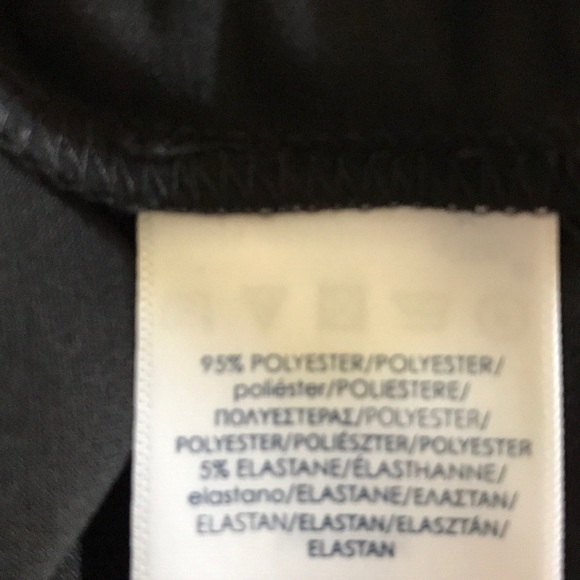 95% POLYESTER/POLYESTER/
poliéster/POLIESTERE/
ΠΟΛΥΕΣΤΕΡΑΣ/POLYESTER/
POLYESTER/POLIÉSZTER/POLYESTER
5% ELASTANE/ÉLASTHANNE/
elastano/ELASTANE/ΕΛΑΣΤΑΝ/
ELASTAN/ELASTAN/ELASZTÁN/
ELASTAN